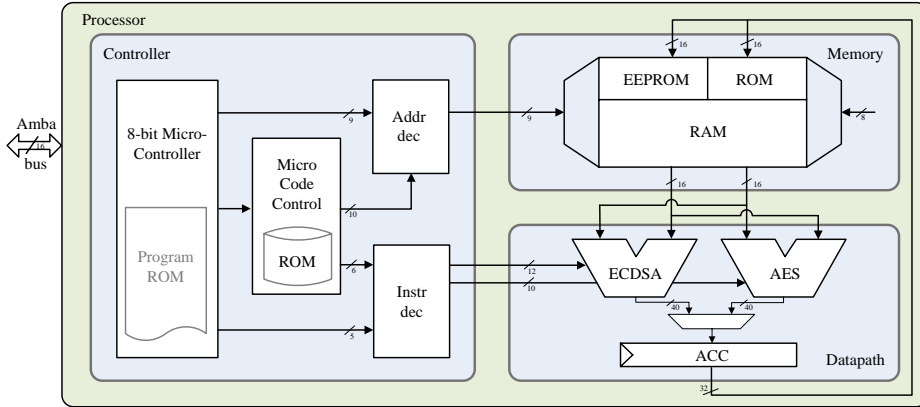 Processor
Controller
Memory
16
16
EEPROM
ROM
RAM
Amba
16
bus
8-bit Micro-
Controller
Program
ROM
9
Addr
dec
9
8
Micro
Code
Control
ROM
10
6
5
Instr
dec
16
16
12
10
ECDSA
AES
40
40
ACC
32
Datapath